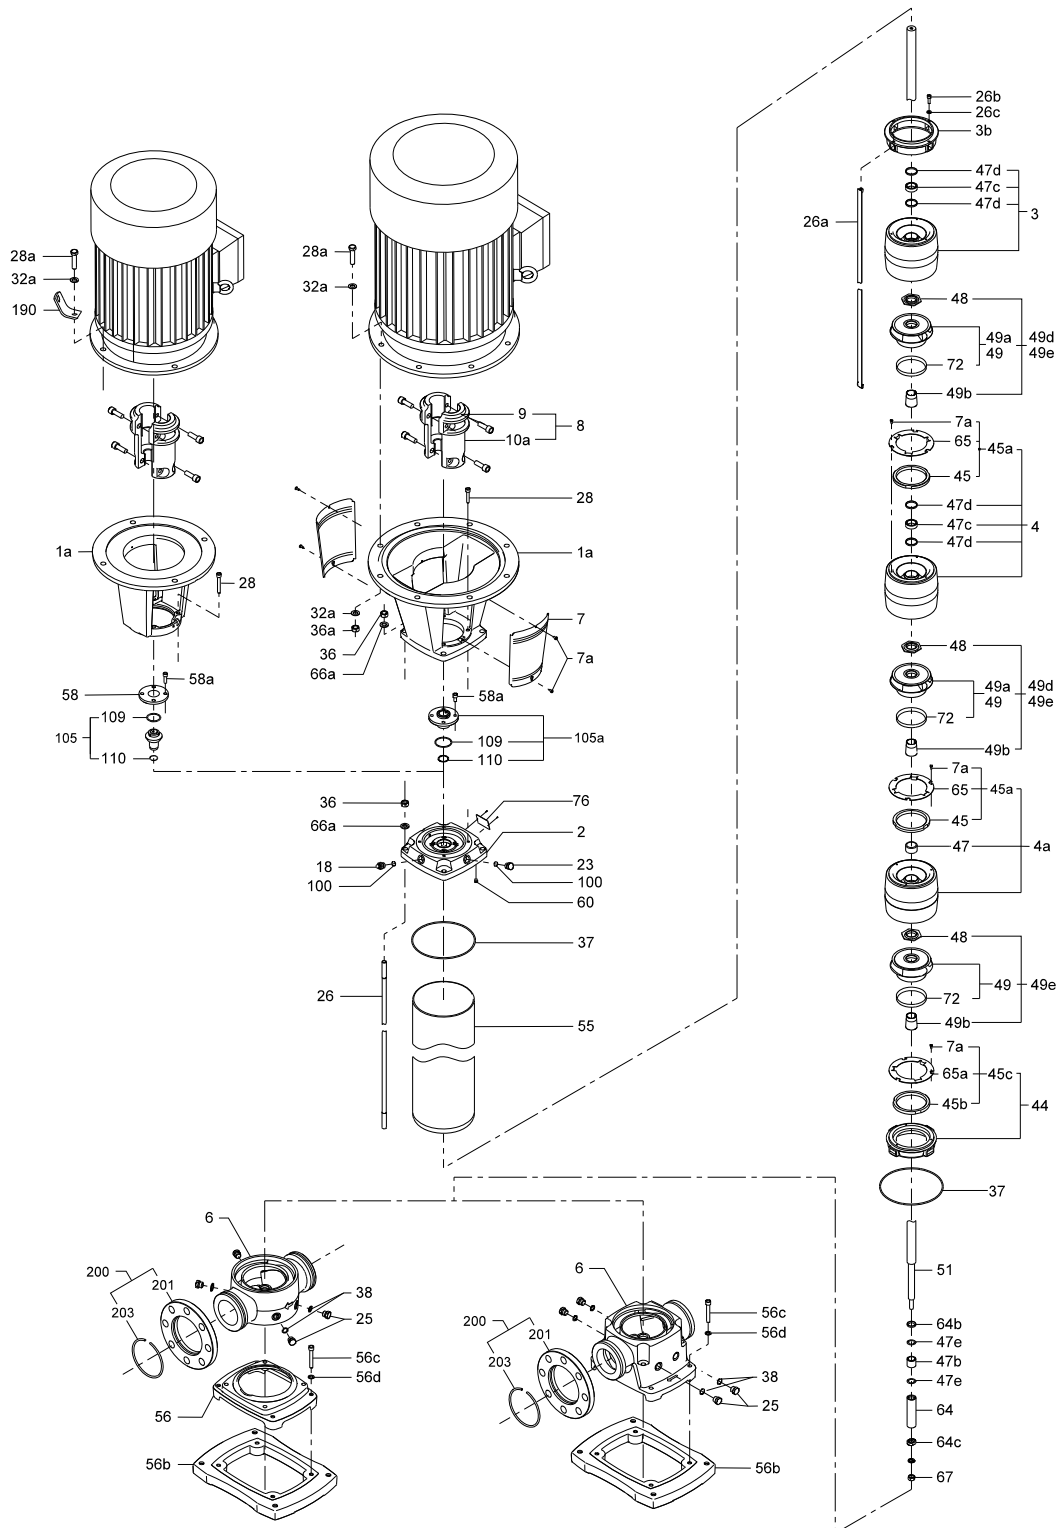 28a
32a
190
28a
32a
9
8
10a
28
1a
28
1a
32a
36a
36
66a
7
7a
58
58a
109
105
110
58a
109
105a
110
36
66a
76
2
18
100
23
100
60
37
26
55
26b
26c
3b
47d
47c
47d
3
26a
48
49a
49
49d
49e
72
49b
7a
65
45a
45
47d
47c
4
47d
48
49a
49
49d
49e
72
49b
7a
65
45a
45
47
4a
48
49
49e
72
49b
7a
65a
45c
45b
44
37
51
64b
47e
47b
47e
64
64c
67
6
200
201
203
38
25
56c
56d
56
56b
6
200
201
203
56c
56d
38
25
56b